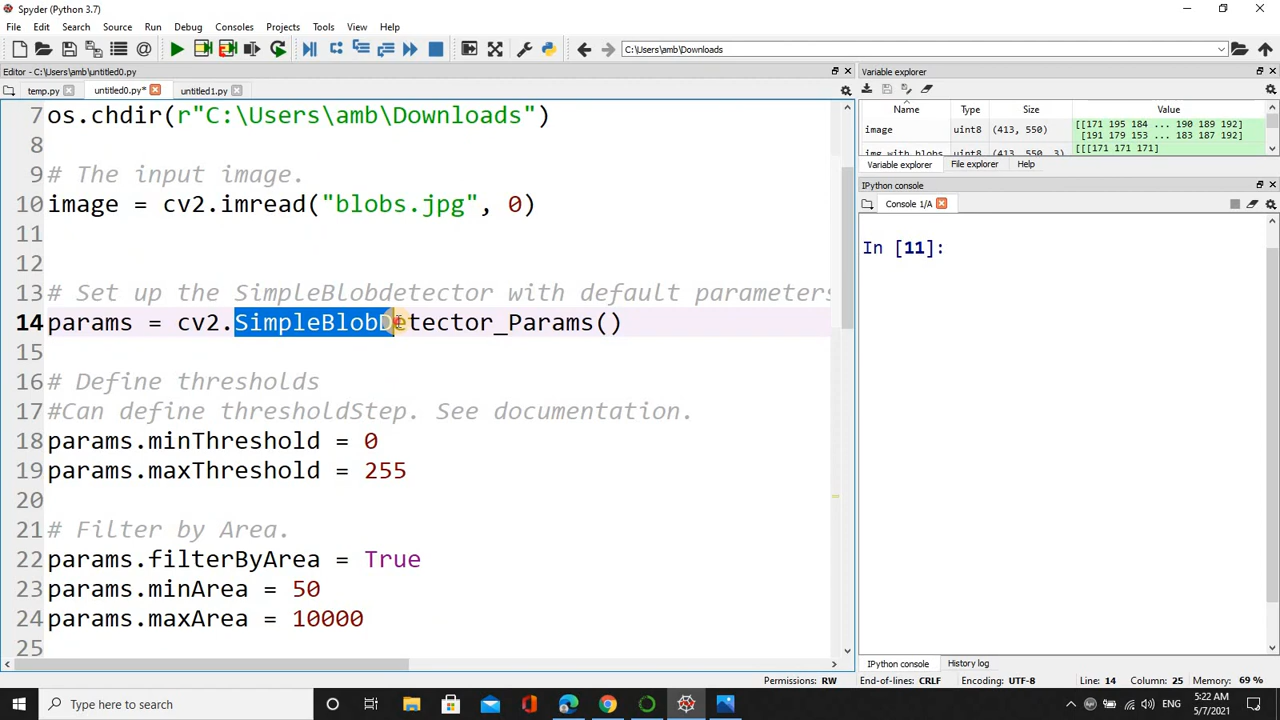 Spyder (Python 3.7)
File Edit Search Source Run Debug Consoles Projects Tools View Help
C:\Users\amb\Downloads
Editor - C:\Users\amb\untitled0.py
temp.py untitled0.py* untitled1.py
7 os.chdir(r"C:\Users\amb\Downloads")
8
9 # The input image.
10 image = cv2.imread("blobs.jpg", 0)
11
12
13 # Set up the SimpleBlobdetector with default parameters
14 params = cv2.SimpleBlobDetector_Params()
15
16 # Define thresholds
17 #Can define thresholdStep. See documentation.
18 params.minThreshold = 0
19 params.maxThreshold = 255
20
21 # Filter by Area.
22 params.filterByArea = True
23 params.minArea = 50
24 params.maxArea = 10000
25
Variable explorer
Name Type Size Value
image uint8 (413, 550) [[171 195 184 ... 190 189 192]
[191 179 153 ... 183 187 192]
img_with_blobs uint8 (413, 550, 3) [[[171 171 171]
Variable explorer File explorer Help
IPython console
Console 1/A
In [11]:
IPython console History log
Permissions: RW End-of-lines: CRLF Encoding: UTF-8 Line: 14 Column: 25 Memory: 69 %
Type here to search
ENG
5:22 AM
5/7/2021